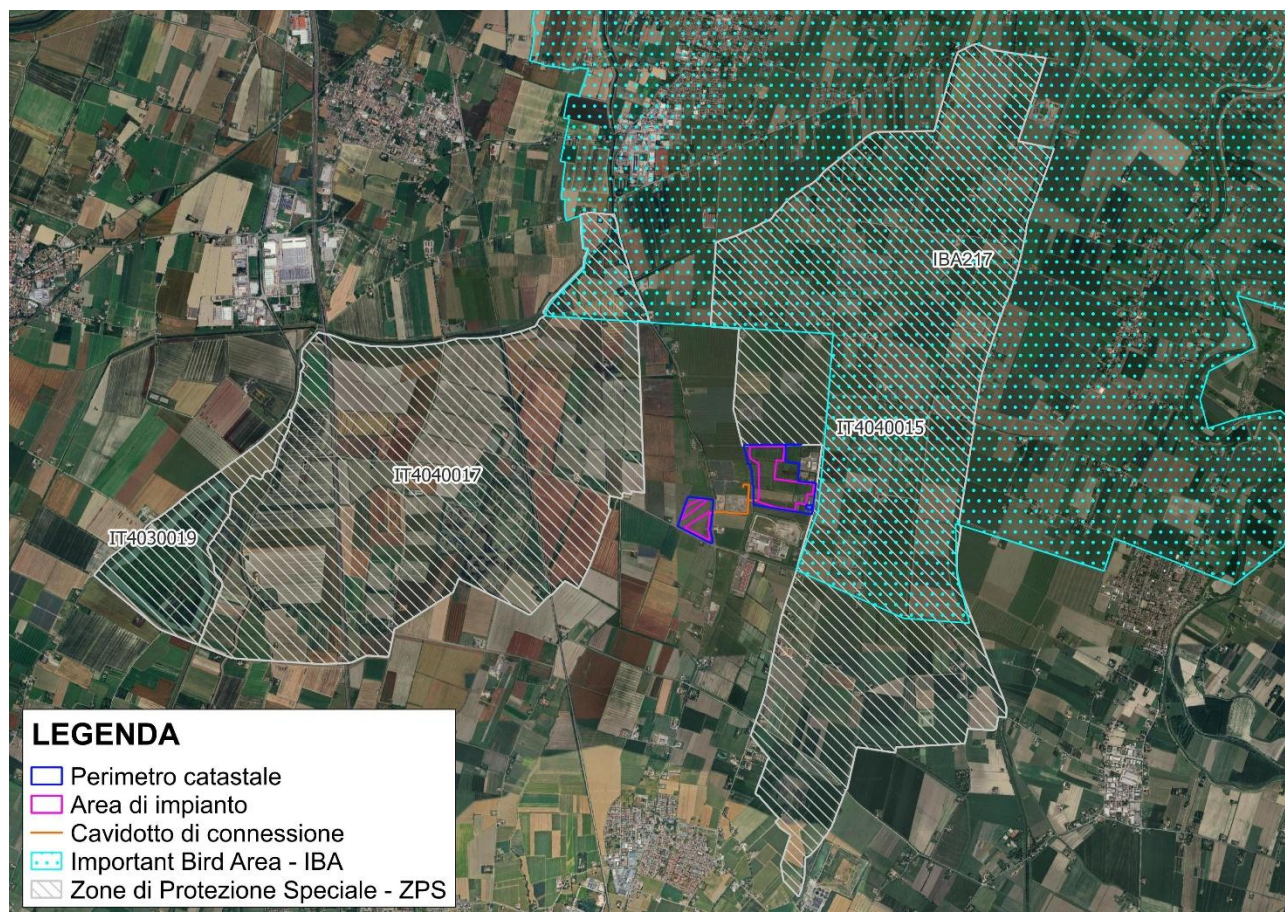 IBA217
IT4040015
IT4040017
IT4030019
LEGENDA
Perimetro catastale
Area di impianto
Cavidotto di connessione
Important Bird Area - IBA
Zone di Protezione Speciale - ZPS